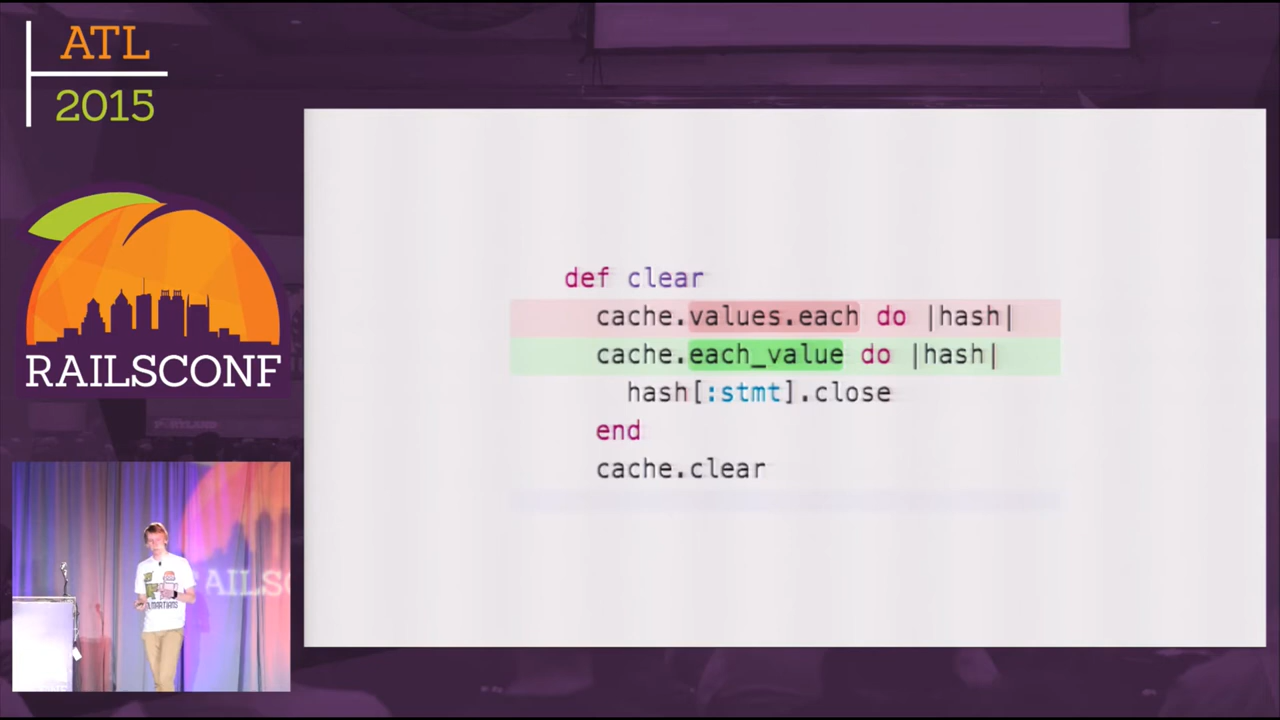 ATL
2015
RAILSCONF
def clear
cache.values.each do |hash|
cache.each_value do |hash|
hash[:stmt].close
end
cache.clear